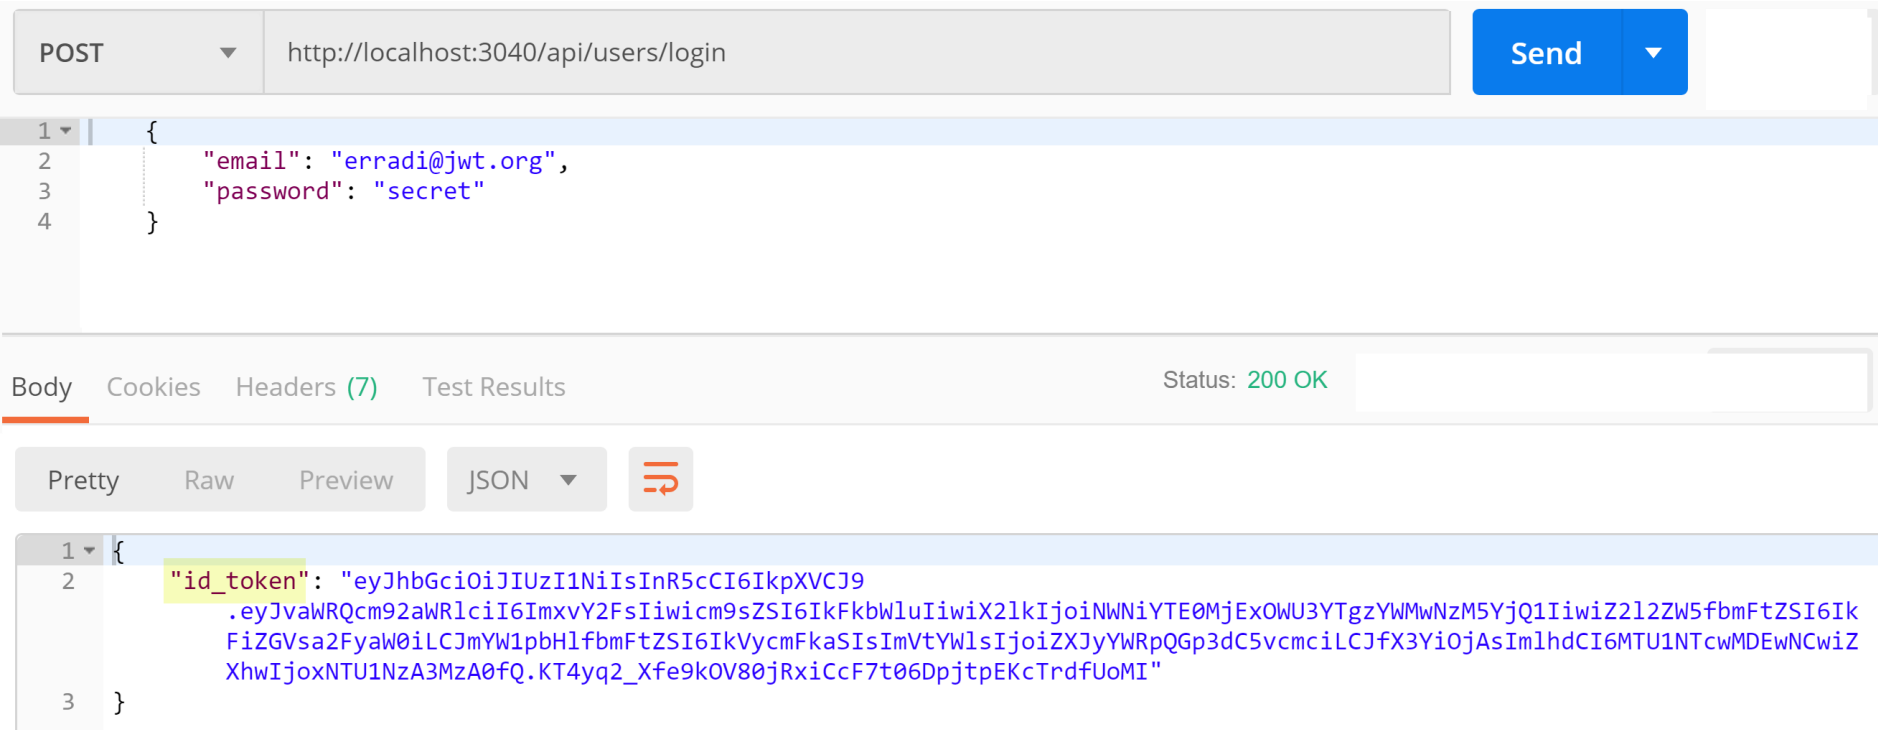 POST http://localhost:3040/api/users/login Send
1 {
2 "email": "erradi@jwt.org",
3 "password": "secret"
4 }
Body Cookies Headers (7) Test Results Status: 200 OK
Pretty Raw Preview JSON
1 {
2 "id_token": "eyJhbGciOiJIUzI1NiIsInR5cCI6IkpXVCJ9
.eyJvaWRQcm92aWRlciI6ImxvY2FsIiwicm9sZSI6IkFkbWluIiwiX2lkIjoiNWNiYTE0MjExOWU3YTgzYWMwNzM5YjQ1IiwiZ2l2ZW5fbmFtZSI6Ik
FiZGVsa2FyaW0iLCJmYW1pbHlfbmFtZSI6IkVycmFkaSIsImVtYWlsIjoiZXJyYWRpQGp3dC5vcmciLCJfX3YiOjAsImlhdCI6MTU1NTcwMDEwNCwiZ
XhwIjoxNTU1NzA3MzA0fQ.KT4yq2_Xfe9kOV80jRxiCcF7t06DpjtpEKcTrdfUoMI"
3 }